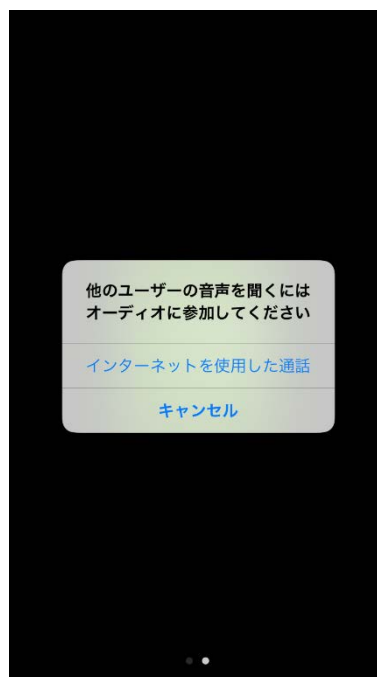 他のユーザーの音声を聞くには
オーディオに参加してください
インターネットを使用した通話
キャンセル